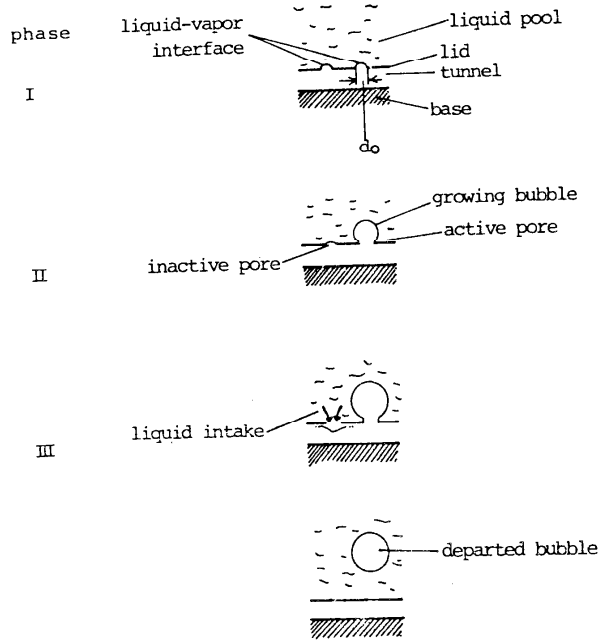 phase
liquid-vapor
interface
liquid pool
lid
tunnel
I
base
do
growing bubble
active pore
inactive pore
II
liquid intake
III
departed bubble